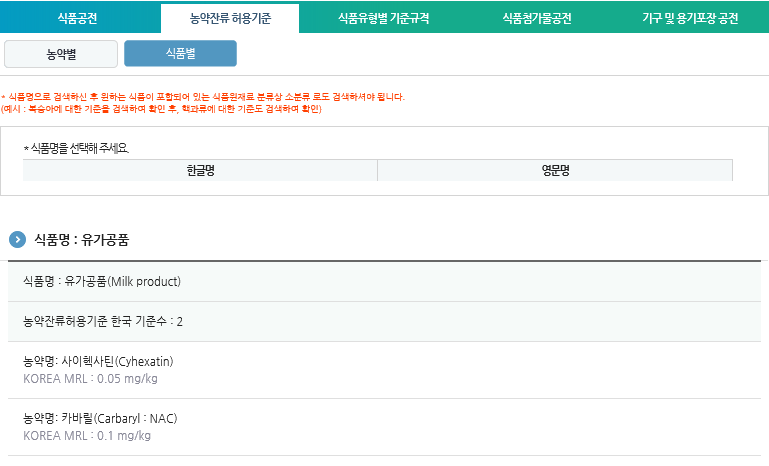 식품공전
농약잔류 허용기준
식품유형별 기준규격
식품첨가물공전
기구 및 용기포장 공전
농약별
식품별
* 식품명으로 검색하신 후 원하는 식품이 포함되어 있는 식품원재료 분류상 소분류 로도 검색하셔야 됩니다.
(예시 : 복숭아에 대한 기준을 검색하여 확인 후, 핵과류에 대한 기준도 검색하여 확인)
* 식품명을 선택해 주세요.
한글명
영문명
식품명 : 유가공품
식품명 : 유가공품(Milk product)
농약잔류허용기준 한국 기준수 : 2
농약명: 사이헥사틴(Cyhexatin)
KOREA MRL : 0.05 mg/kg
농약명: 카바릴(Carbaryl : NAC)
KOREA MRL : 0.1 mg/kg